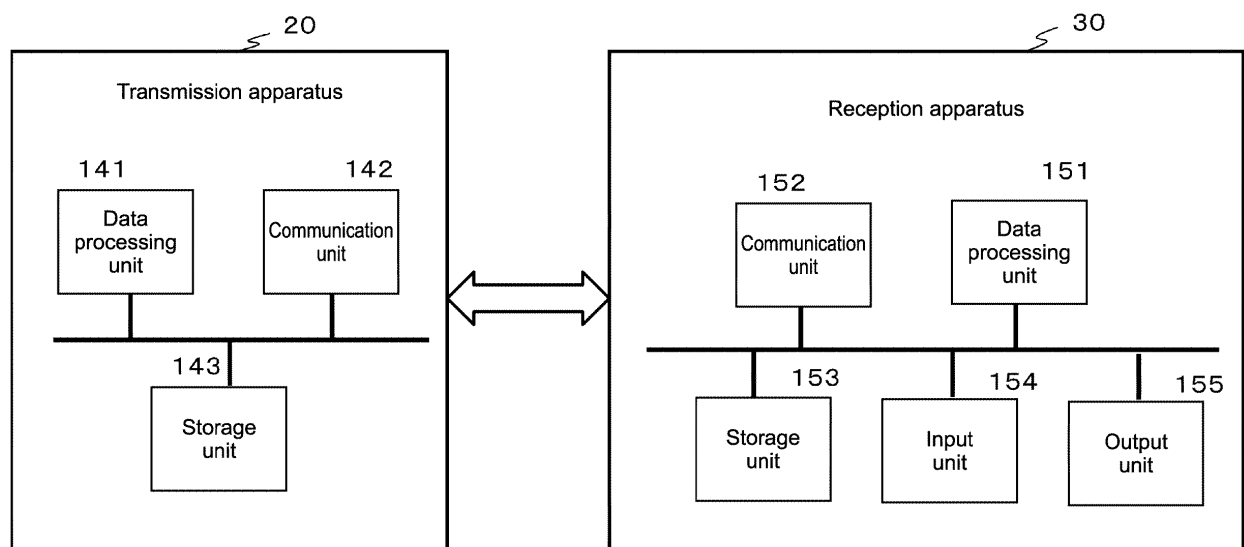 20
Transmission apparatus
141
Data
processing
unit
142
Communication
unit
143
Storage
unit
30
Reception apparatus
152
Communication
unit
151
Data
processing
unit
153
Storage
unit
154
Input
unit
155
Output
unit